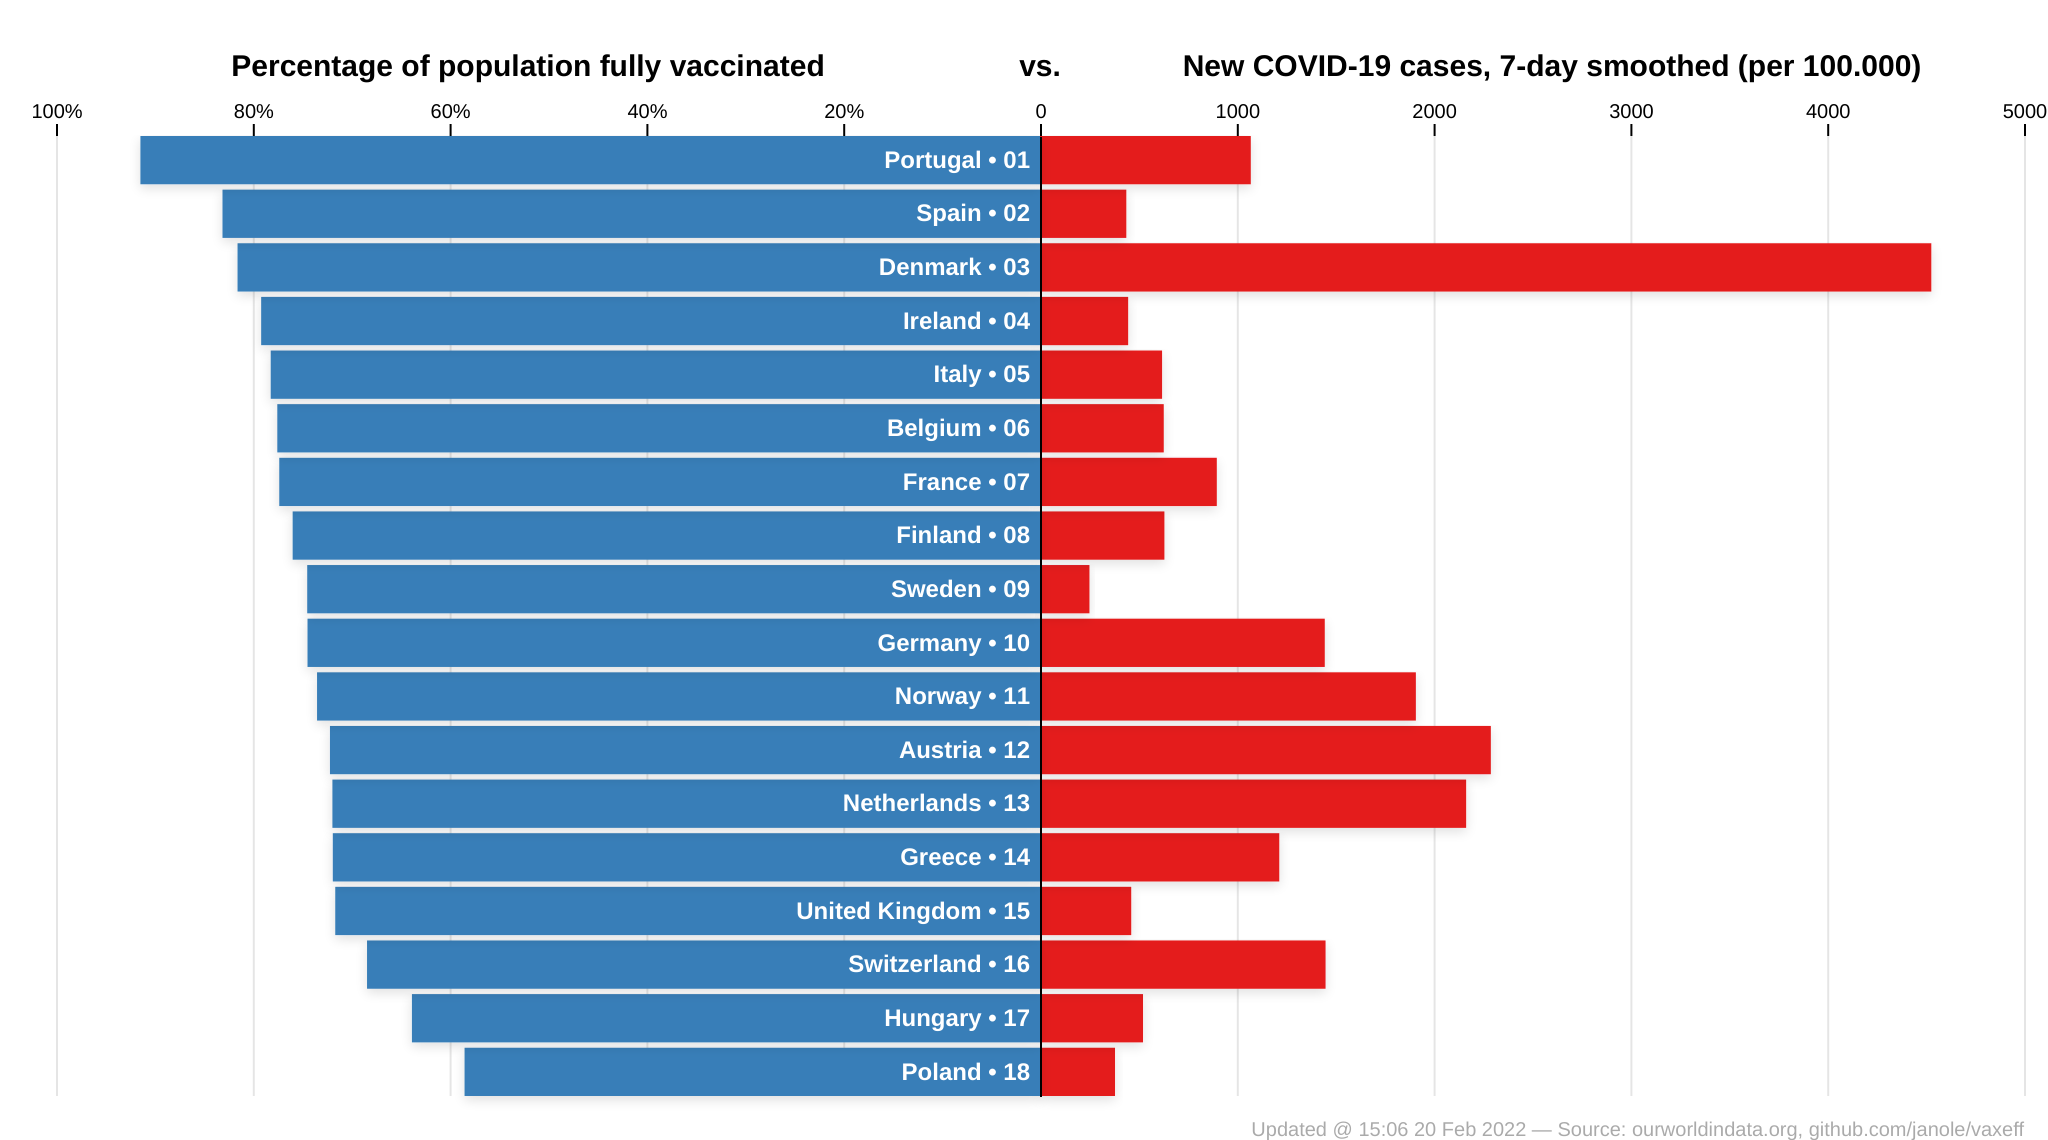 Percentage of population fully vaccinated vs. New COVID-19 cases, 7-day smoothed (per 100.000)
100% 80% 60% 40% 20% 0 1000 2000 3000 4000 5000
Portugal • 01
Spain • 02
Denmark • 03
Ireland • 04
Italy • 05
Belgium • 06
France • 07
Finland • 08
Sweden • 09
Germany • 10
Norway • 11
Austria • 12
Netherlands • 13
Greece • 14
United Kingdom • 15
Switzerland • 16
Hungary • 17
Poland • 18
Updated @ 15:06 20 Feb 2022 — Source: ourworldindata.org, github.com/janole/vaxeff